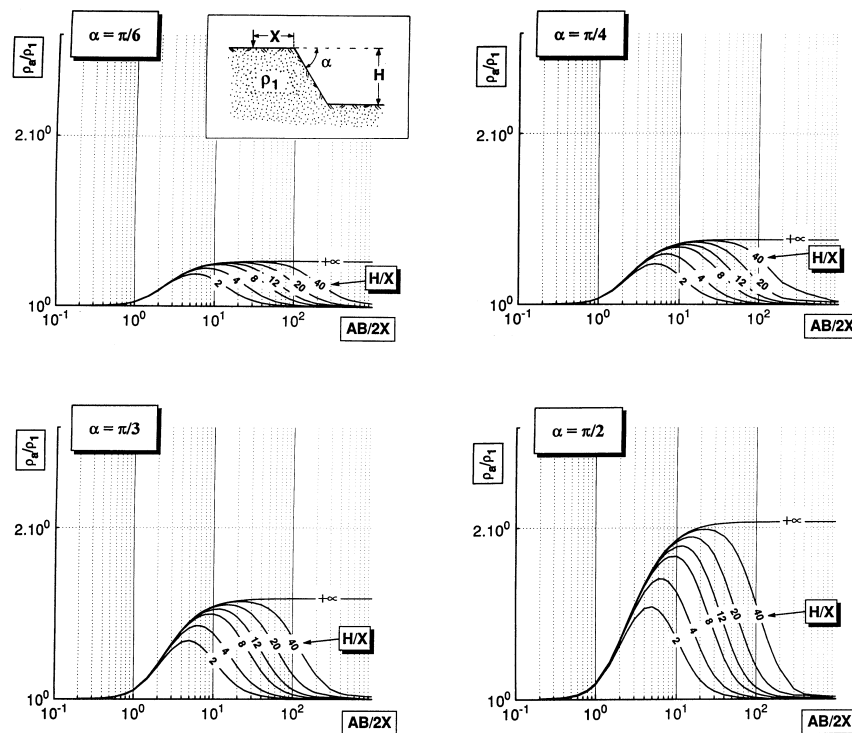 α = π/6
ρa/ρ1
X
α
H
ρ1
2.10⁰
+∝
H/X
2 4 8 12 20 40
10⁰
10⁻¹ 10⁰ 10¹ 10²
AB/2X
α = π/4
ρa/ρ1
2.10⁰
+∝
40
H/X
2 4 8 12 20
10⁰
10⁻¹ 10⁰ 10¹ 10²
AB/2X
α = π/3
ρa/ρ1
2.10⁰
+∝
H/X
2 4 8 12 20 40
10⁰
10⁻¹ 10⁰ 10¹ 10²
AB/2X
α = π/2
ρa/ρ1
2.10⁰
+∝
H/X
2 4 8 12 20 40
10⁰
10⁰ 10¹ 10²
AB/2X